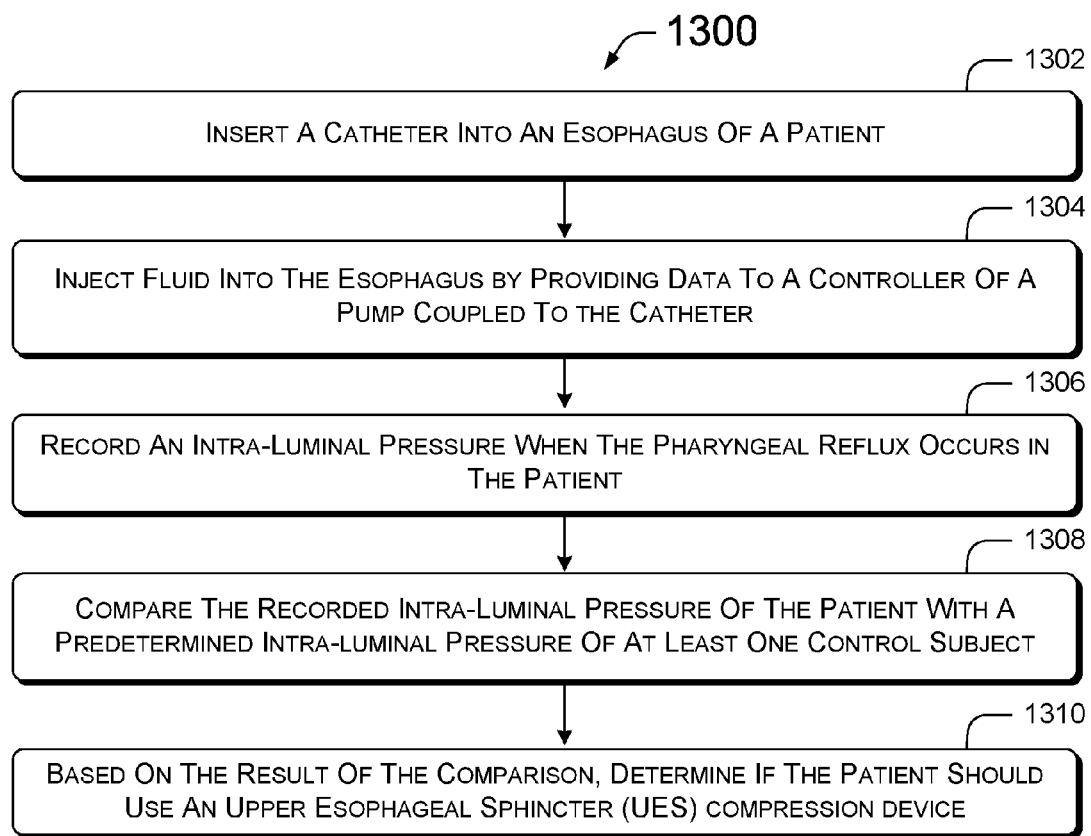 1300
1302
INSERT A CATHETER INTO AN ESOPHAGUS OF A PATIENT
1304
INJECT FLUID INTO THE ESOPHAGUS BY PROVIDING DATA TO A CONTROLLER OF A
PUMP COUPLED TO THE CATHETER
1306
RECORD AN INTRA-LUMINAL PRESSURE WHEN THE PHARYNGEAL REFLUX OCCURS IN
THE PATIENT
1308
COMPARE THE RECORDED INTRA-LUMINAL PRESSURE OF THE PATIENT WITH A
PREDETERMINED INTRA-LUMINAL PRESSURE OF AT LEAST ONE CONTROL SUBJECT
1310
BASED ON THE RESULT OF THE COMPARISON, DETERMINE IF THE PATIENT SHOULD
USE AN UPPER ESOPHAGEAL SPHINCTER (UES) COMPRESSION DEVICE